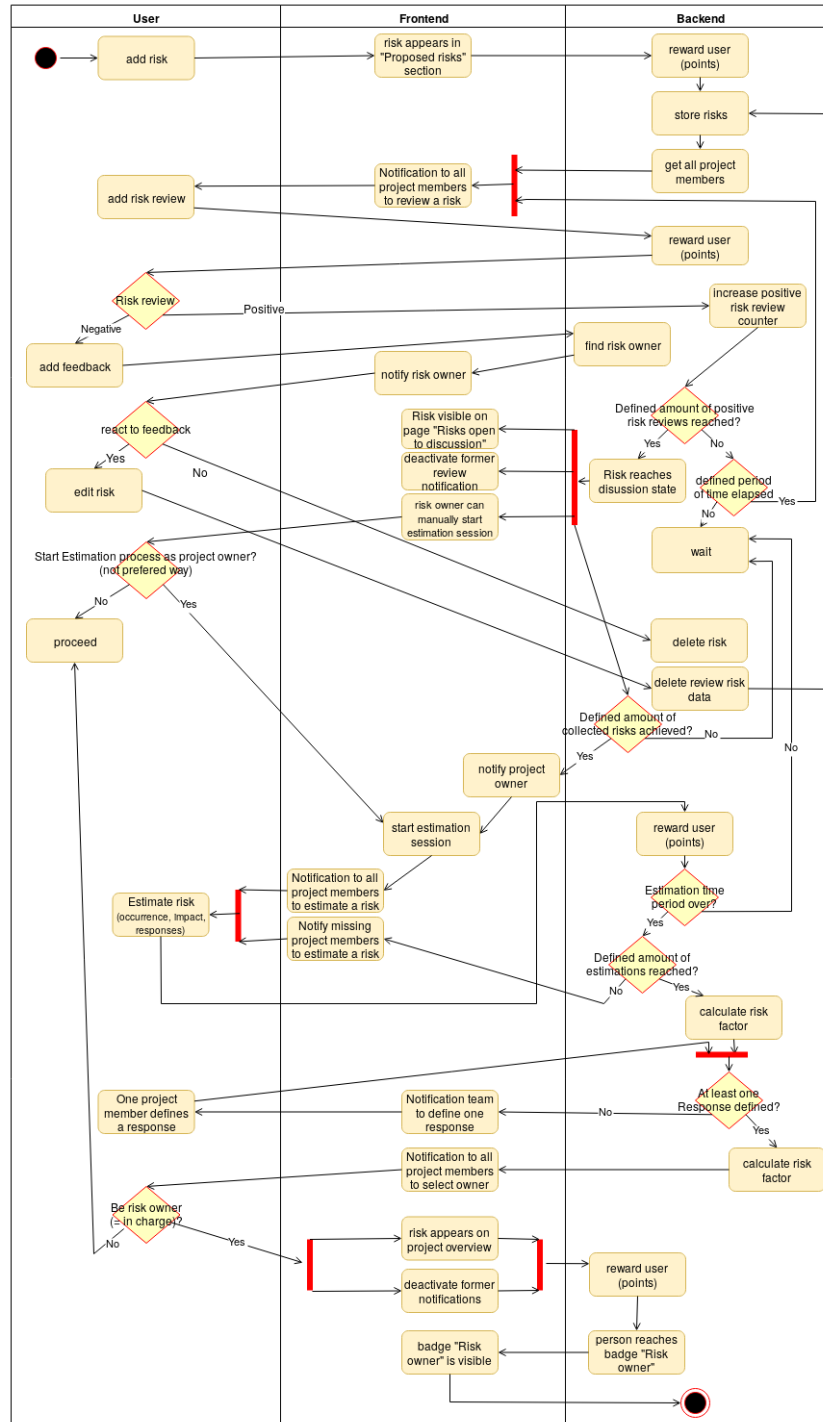 User
Frontend
Backend
add risk
risk appears in
"Proposed risks"
section
reward user
(points)
store risks
get all project
members
Notification to all
project members
to review a risk
add risk review
reward user
(points)
Risk review
Negative
Positive
increase positive
risk review
counter
add feedback
find risk owner
notify risk owner
react to feedback
Yes
No
Risk visible on
page "Risks open
to discussion"
Defined amount of positive
risk reviews reached?
Yes
No
deactivate former
review
notification
Risk reaches
disussion state
defined period
of time elapsed
Yes
No
edit risk
risk owner can
manually start
estimation session
wait
Start Estimation process as project owner?
(not prefered way)
No
Yes
proceed
delete risk
delete review risk
data
Defined amount of
collected risks achieved?
No
Yes
No
notify project
owner
start estimation
session
reward user
(points)
Notification to all
project members
to estimate a risk
Estimate risk
(occurrence, Impact,
responses)
Estimation time
period over?
Yes
Notify missing
project members
to estimate a risk
Defined amount of
estimations reached?
No
Yes
calculate risk
factor
One project
member defines
a response
Notification team
to define one
response
No
At least one
Response defined?
Yes
Notification to all
project members
to select owner
calculate risk
factor
Be risk owner
(= in charge)?
No
Yes
risk appears on
project overview
deactivate former
notifications
reward user
(points)
badge "Risk
owner" is visible
person reaches
badge "Risk
owner"